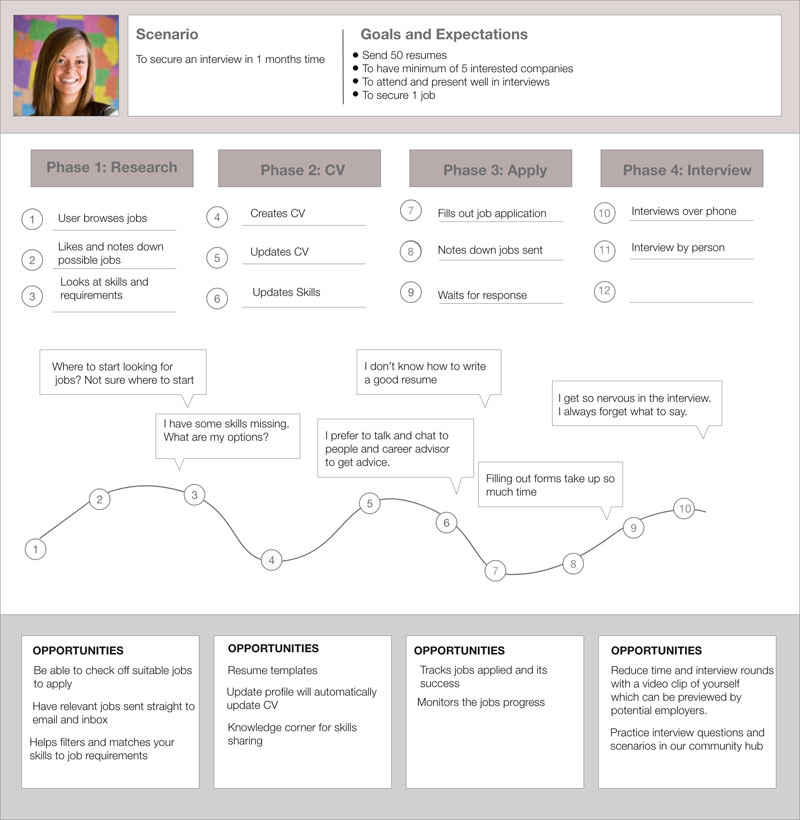 Scenario
To secure an interview in 1 months time
Goals and Expectations
Send 50 resumes
To have minimum of 5 interested companies
To attend and present well in interviews
To secure 1 job
Phase 1: Research
1
User browses jobs
2
Likes and notes down
possible jobs
3
Looks at skills and
requirements
Phase 2: CV
4
Creates CV
5
Updates CV
6
Updates Skills
Phase 3: Apply
7
Fills out job application
8
Notes down jobs sent
9
Waits for response
Phase 4: Interview
10
Interviews over phone
11
Interview by person
12
Where to start looking for
jobs? Not sure where to start
I have some skills missing.
What are my options?
I don't know how to write
a good resume
I prefer to talk and chat to
people and career advisor
to get advice.
Filling out forms take up so
much time
I get so nervous in the interview.
I always forget what to say.
1
2
3
4
5
6
7
8
9
10
OPPORTUNITIES
Be able to check off suitable jobs
to apply
Have relevant jobs sent straight to
email and inbox
Helps filters and matches your
skills to job requirements
OPPORTUNITIES
Resume templates
Update profile will automatically
update CV
Knowledge corner for skills
sharing
OPPORTUNITIES
Tracks jobs applied and its
success
Monitors the jobs progress
OPPORTUNITIES
Reduce time and interview rounds
with a video clip of yourself
which can be previewed by
potential employers.
Practice interview questions and
scenarios in our community hub